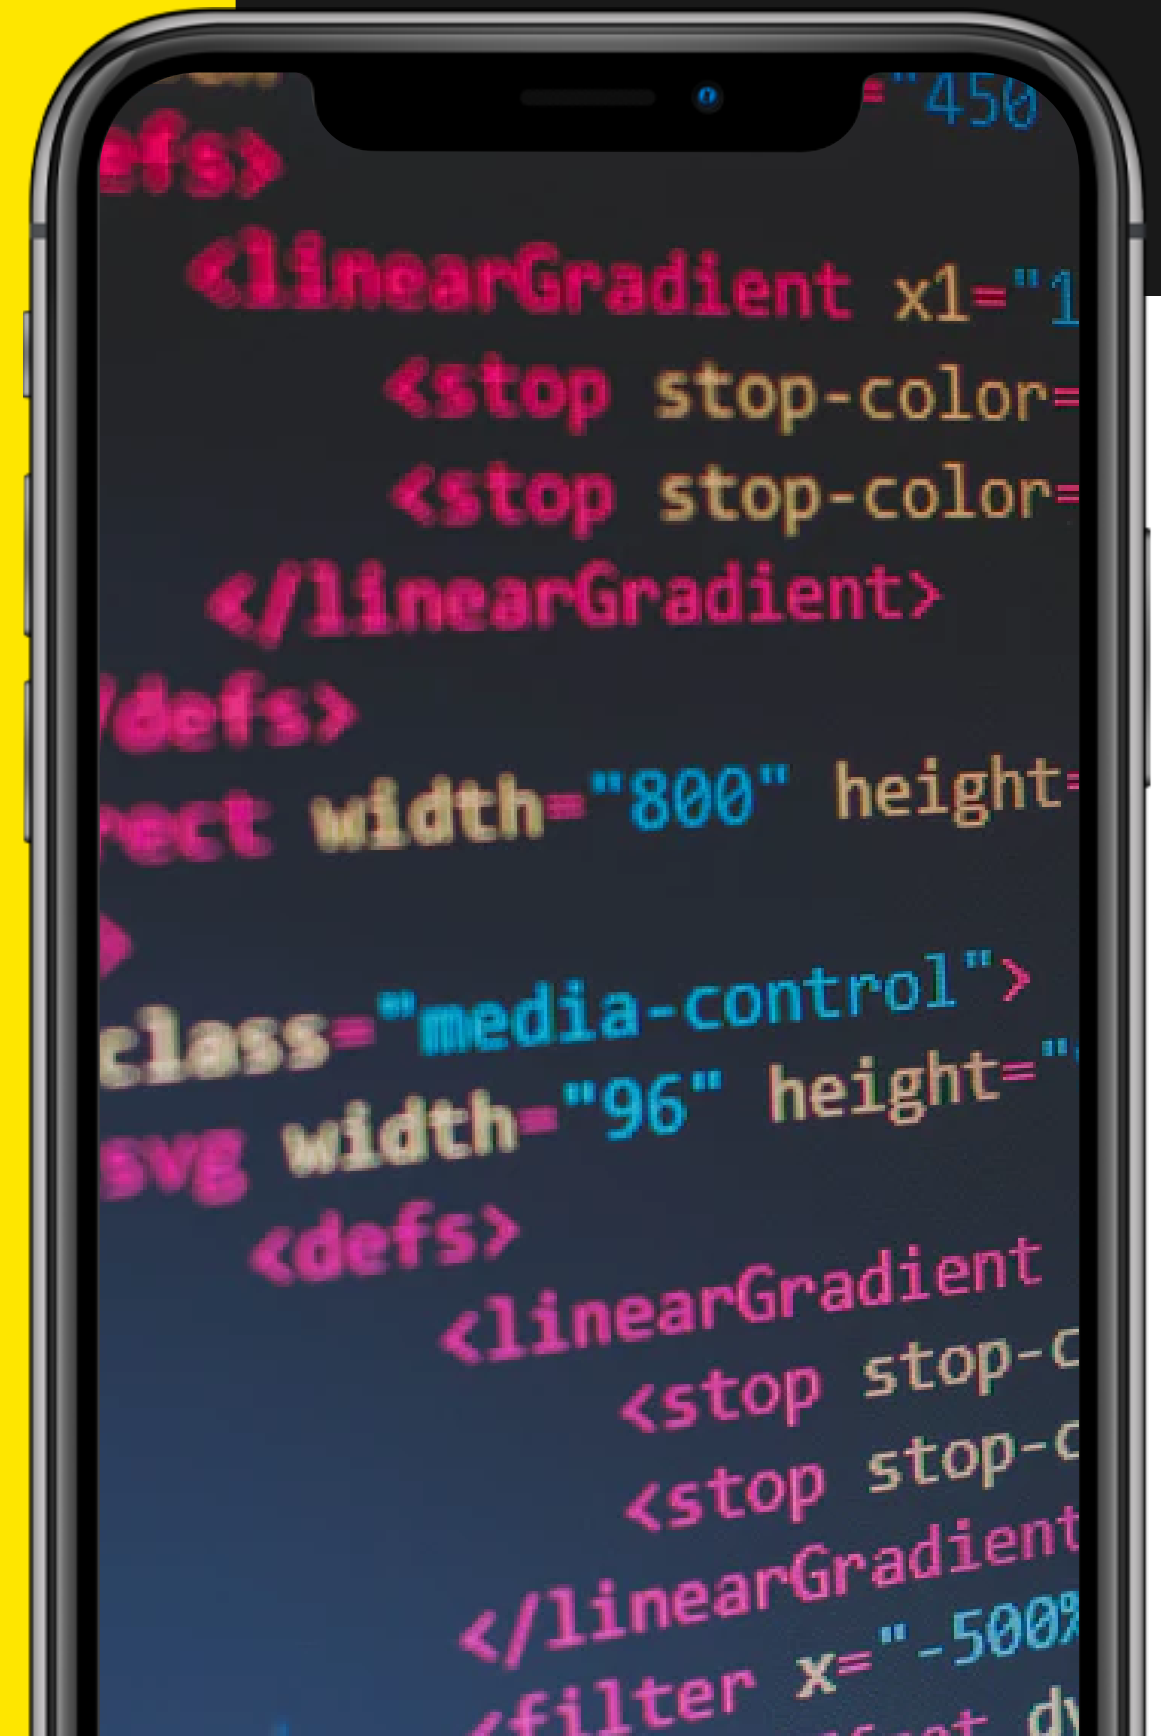 ="450
efs>
<linearGradient x1="1
<stop stop-color=
<stop stop-color=
</linearGradient>
/defs>
rect width="800" height=
>
class="media-control">
svg width="96" height="
<defs>
<linearGradient
<stop stop-c
<stop stop-c
</linearGradient
<filter x="-500%
dy